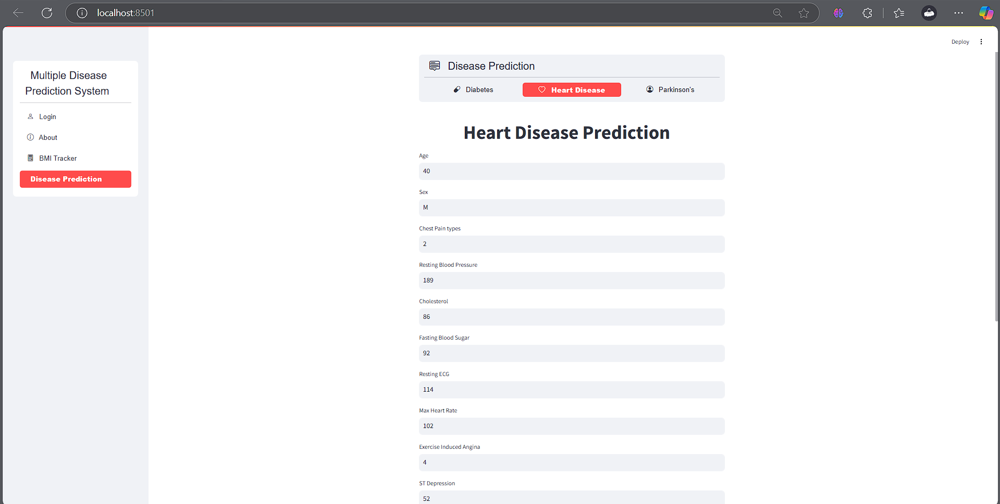 localhost:8501
Deploy
Multiple Disease
Prediction System
Login
About
BMI Tracker
Disease Prediction
Disease Prediction
Diabetes
Heart Disease
Parkinson's
Heart Disease Prediction
Age
40
Sex
M
Chest Pain types
2
Resting Blood Pressure
189
Cholesterol
86
Fasting Blood Sugar
92
Resting ECG
114
Max Heart Rate
102
Exercise Induced Angina
4
ST Depression
52